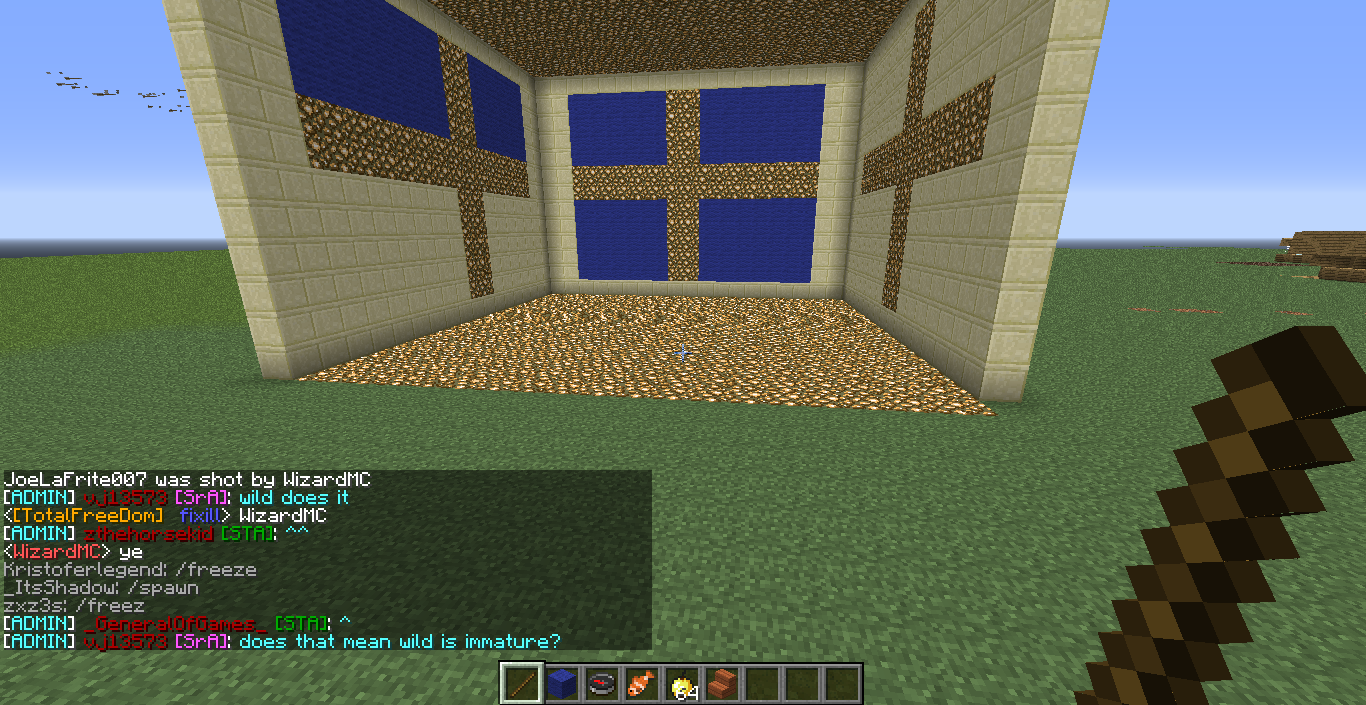 JoeLaFrite007 was shot by WizardMC
[ADMIN] vj13573 [SrA]: wild does it
<[TotalFreeDom] fixill> WizardMC
[ADMIN] zthehorsekid [STA]: ^^
<WizardMC> ye
Kristoferlegend: /freeze
_ItsShadow: /spawn
zxz3s: /freez
[ADMIN] _GeneralOfGames_ [STA]: ^
[ADMIN] vj13573 [SrA]: does that mean wild is immature?
64